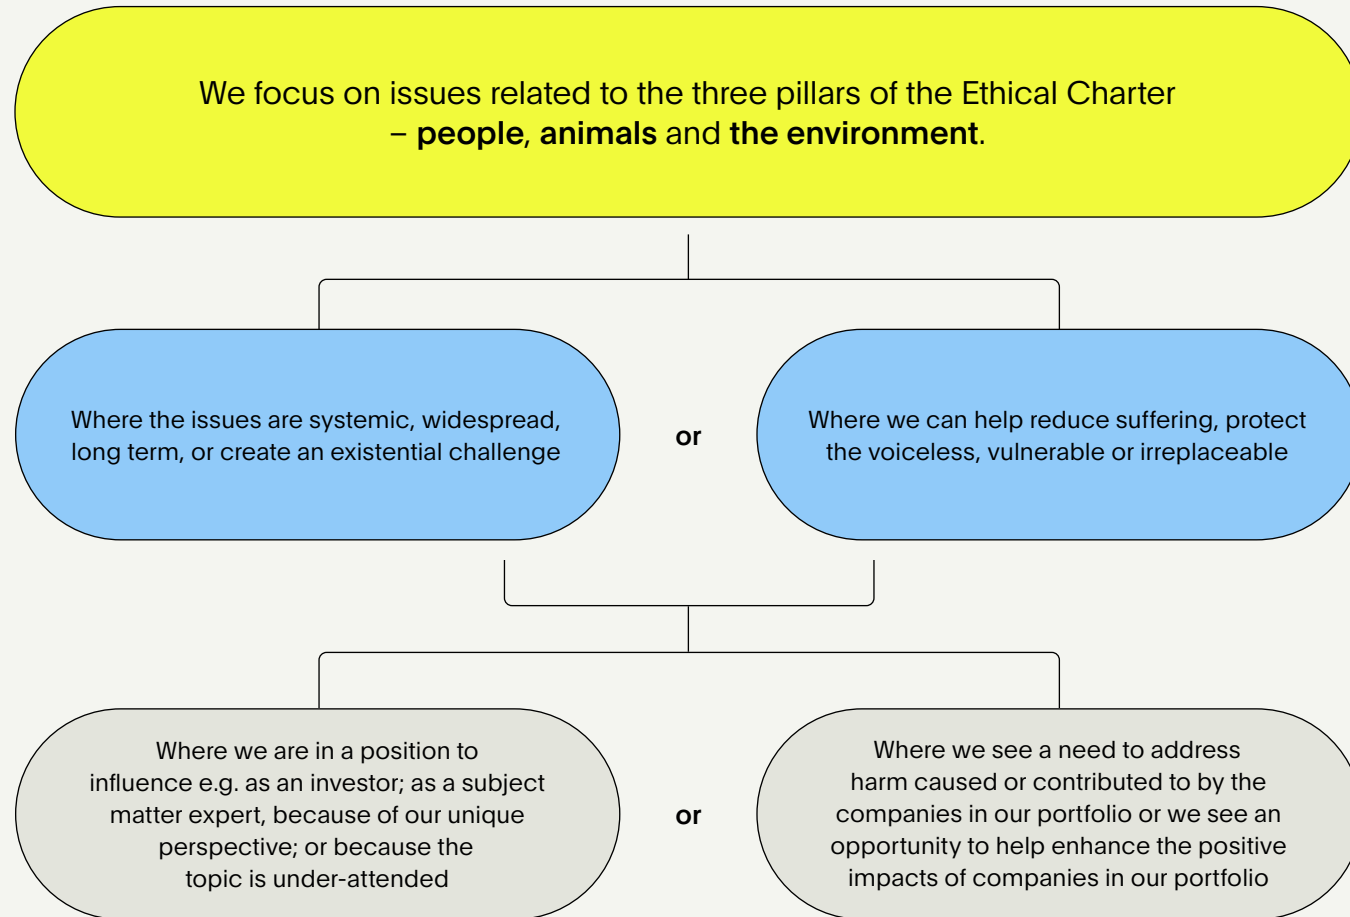 We focus on issues related to the three pillars of the Ethical Charter
– people, animals and the environment.
Where the issues are systemic, widespread,
long term, or create an existential challenge
or
Where we can help reduce suffering, protect
the voiceless, vulnerable or irreplaceable
Where we are in a position to
influence e.g. as an investor; as a subject
matter expert, because of our unique
perspective; or because the
topic is under-attended
or
Where we see a need to address
harm caused or contributed to by the
companies in our portfolio or we see an
opportunity to help enhance the positive
impacts of companies in our portfolio